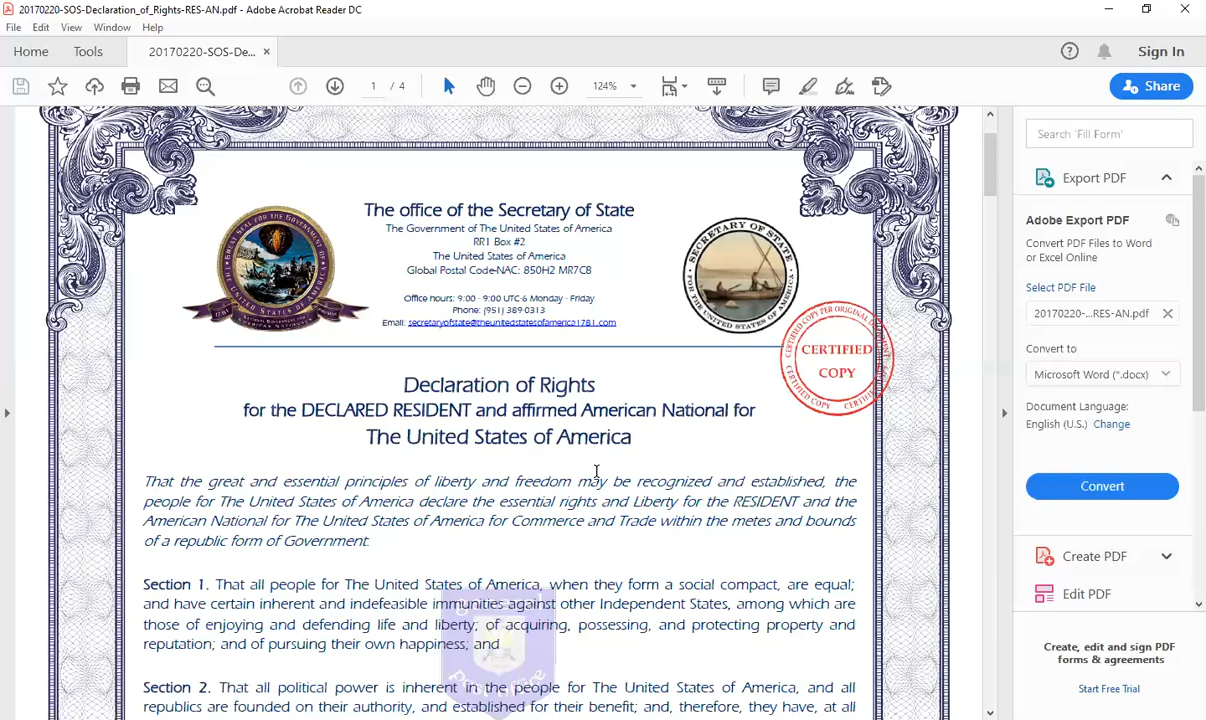 20170220-SOS-Declaration_of_Rights-RES-AN.pdf - Adobe Acrobat Reader DC
File Edit View Window Help
Home Tools 20170220-SOS-De... × Sign In
1 / 4 124% Share
Search 'Fill Form'
Export PDF
Adobe Export PDF
Convert PDF Files to Word
or Excel Online
Select PDF File
20170220-...RES-AN.pdf
Convert to
Microsoft Word (*.docx)
Document Language:
English (U.S.) Change
Convert
Create PDF
Edit PDF
Create, edit and sign PDF
forms & agreements
Start Free Trial
The office of the Secretary of State
The Government of The United States of America
RR1 Box #2
The United States of America
Global Postal Code-NAC: 850H2 MR7C8
Office hours: 9:00 - 9:00 UTC-6 Monday - Friday
Phone: (951) 389-0313
Email: secretaryofstate@theunitedstatesofamerica1781.com
SECRETARY OF STATE
FOR THE UNITED STATES OF AMERICA
CERTIFIED COPY PER ORIGINAL DOCUMENT
CERTIFIED
COPY
Declaration of Rights
for the DECLARED RESIDENT and affirmed American National for
The United States of America
That the great and essential principles of liberty and freedom may be recognized and established, the
people for The United States of America declare the essential rights and Liberty for the RESIDENT and the
American National for The United States of America for Commerce and Trade within the metes and bounds
of a republic form of Government.
Section 1. That all people for The United States of America, when they form a social compact, are equal;
and have certain inherent and indefeasible immunities against other Independent States, among which are
those of enjoying and defending life and liberty; of acquiring, possessing, and protecting property and
reputation; and of pursuing their own happiness; and
Section 2. That all political power is inherent in the people for The United States of America, and all
republics are founded on their authority, and established for their benefit; and, therefore, they have, at all